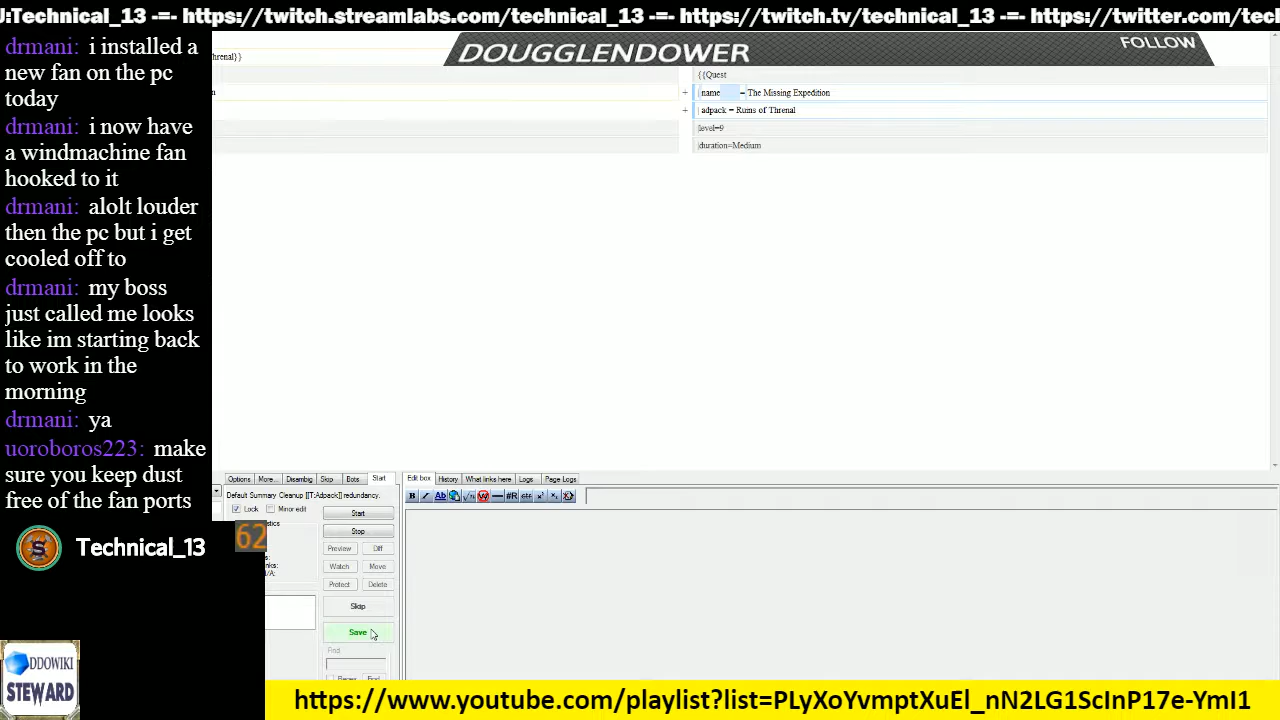 J:Technical_13 -=- https://twitch.streamlabs.com/technical_13 -=- https://twitch.tv/technical_13 -=- https://twitter.com/tech
drmani: i installed a
new fan on the pc
today
drmani: i now have
a windmachine fan
hooked to it
drmani: alolt louder
then the pc but i get
cooled off to
drmani: my boss
just called me looks
like im starting back
to work in the
morning
drmani: ya
uoroboros223: make
sure you keep dust
free of the fan ports
Technical_13
62
DDOWIKI
STEWARD
DOUGGLENDOWER
FOLLOW
hrenal}}
n
{{Quest
+ | name = The Missing Expedition
+ | adpack = Ruins of Threnal
|level=9
|duration=Medium
Options More... Disambig Skip Bots Start
Default Summary Cleanup [[T:Adpack]] redundancy.
Lock Minor edit
Start
Stop
Preview Diff
Watch Move
Protect Delete
Skip
Save
Find
Edit box History What links here Logs Page Logs
B I Ab #R
https://www.youtube.com/playlist?list=PLyXoYvmptXuEl_nN2LG1ScInP17e-YmI1